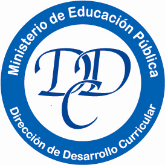 Ministerio de Educación Pública
DDC
Dirección de Desarrollo Curricular